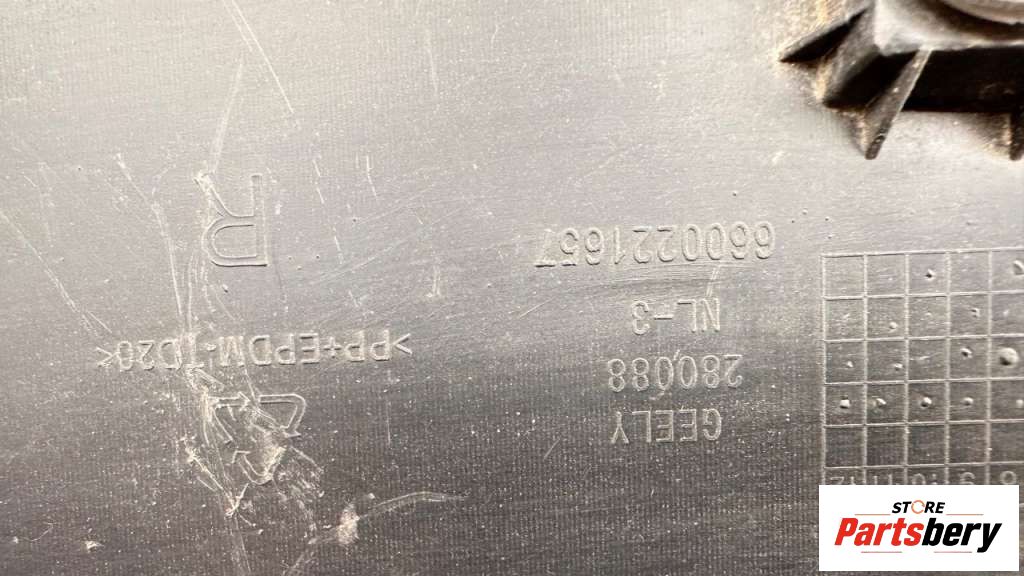 GEELY
280088
NL-3
6600221657
>PP+EPDM-TD20<
R
STORE
Partsbery